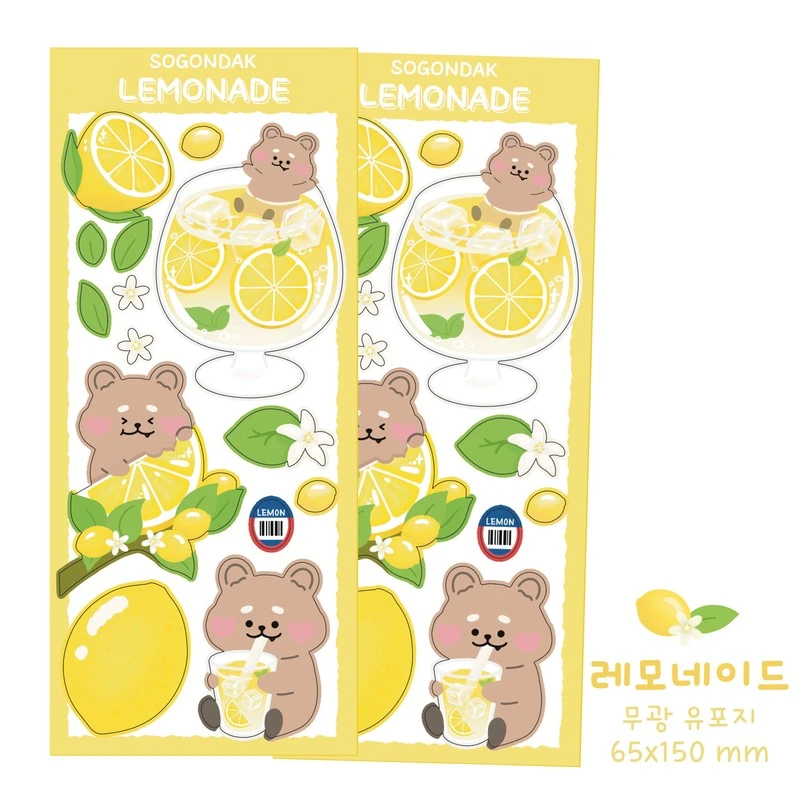 SOGONDAK
LEMONADE
LEMON
SOGONDAK
LEMONADE
LEMON
레모네이드
무광 유포지
65x150 mm